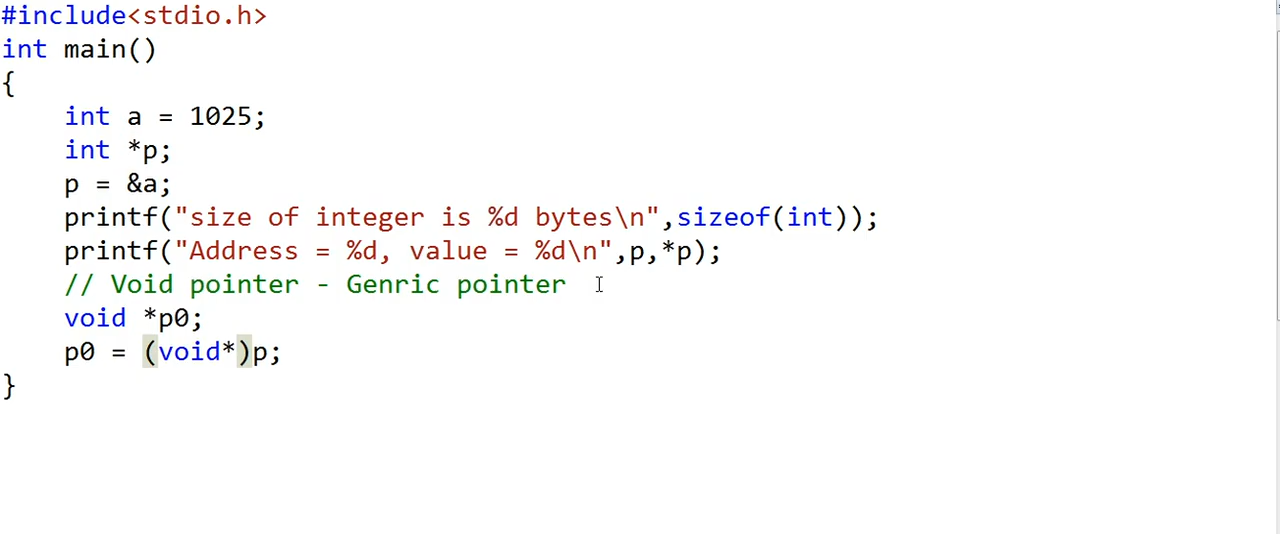 #include<stdio.h>
int main()
{
    int a = 1025;
    int *p;
    p = &a;
    printf("size of integer is %d bytes\n",sizeof(int));
    printf("Address = %d, value = %d\n",p,*p);
    // Void pointer - Genric pointer
    void *p0;
    p0 = (void*)p;
}